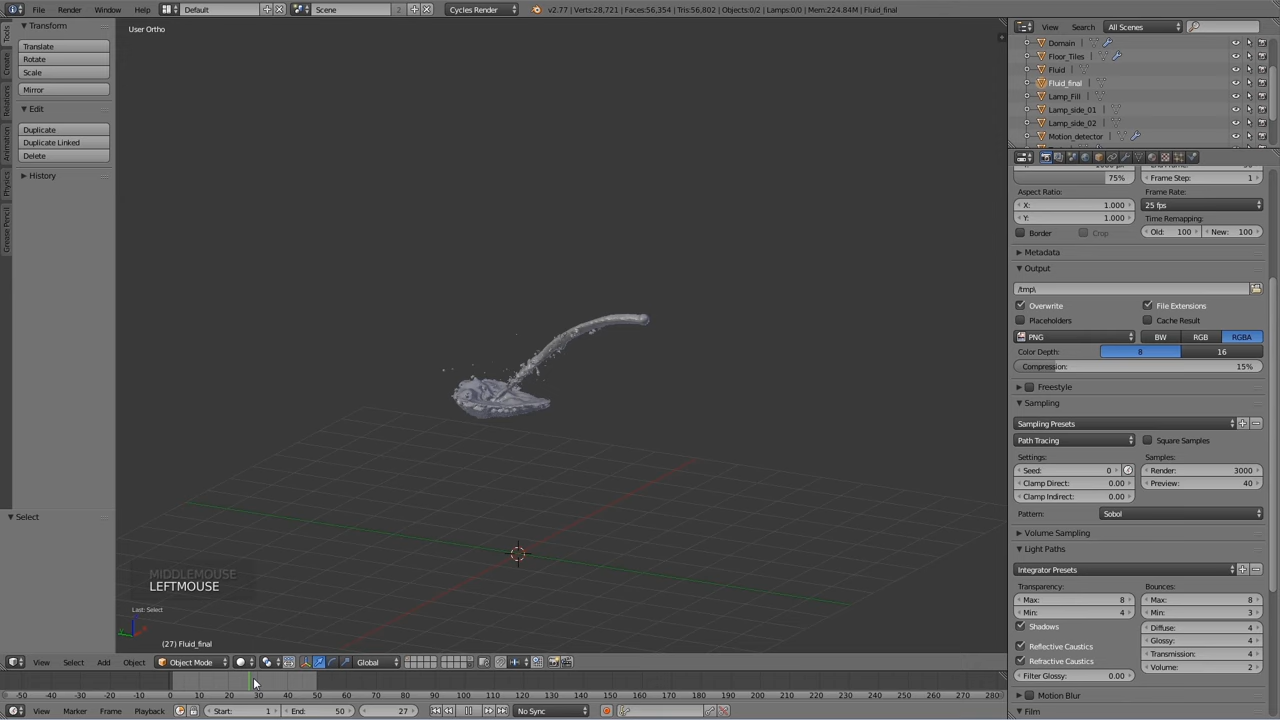 File Render Window Help Default Scene 2 Cycles Render v2.77 | Verts:28,721 | Faces:56,354 | Tris:56,802 | Objects:0/2 | Lamps:0/0 | Mem:224.84M | Fluid_final
Tools
Create
Relations
Animation
Physics
Grease Pencil
Transform
Translate
Rotate
Scale
Mirror
Edit
Duplicate
Duplicate Linked
Delete
History
Select
User Ortho
MIDDLEMOUSE
LEFTMOUSE
Last: Select
(27) Fluid_final
View Select Add Object Object Mode Global
-50 -40 -30 -20 -10 0 10 20 30 40 50 60 70 80 90 100 110 120 130 140 150 160 170 180 190 200 210 220 230 240 250 260 270 280
View Marker Frame Playback Start: 1 End: 50 27 No Sync
View Search All Scenes
Domain
Floor_Tiles
Fluid
Fluid_final
Lamp_Fill
Lamp_side_01
Lamp_side_02
Motion_detector
75% Frame Step: 1
Aspect Ratio: Frame Rate:
X: 1.000 25 fps
Y: 1.000 Time Remapping:
Border Crop Old: 100 New: 100
Metadata
Output
/tmp\
Overwrite File Extensions
Placeholders Cache Result
PNG BW RGB RGBA
Color Depth: 8 16
Compression: 15%
Freestyle
Sampling
Sampling Presets
Path Tracing Square Samples
Settings: Samples:
Seed: 0 Render: 3000
Clamp Direct: 0.00 Preview: 40
Clamp Indirect: 0.00
Pattern: Sobol
Volume Sampling
Light Paths
Integrator Presets
Transparency: Bounces:
Max: 8 Max: 8
Min: 4 Min: 3
Shadows Diffuse: 4
Glossy: 4
Reflective Caustics Transmission: 4
Refractive Caustics Volume: 2
Filter Glossy: 0.00
Motion Blur
Film